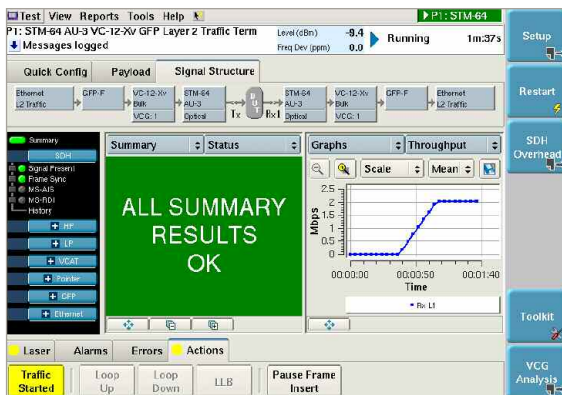 Test View Reports Tools Help
P1: STM-64
P1: STM-64 AU-3 VC-12-Xv GFP Layer 2 Traffic Term
Messages logged
Level (dBm) -9.4
Freq Dev (ppm) 0.0
Running 1m:37s
Setup
Restart
SDH
Overhead
Toolkit
VCG
Analysis
Quick Config Payload Signal Structure
Ethernet
L2 Traffic
GFP-F
VC-12-Xv
Bulk
VCG: 1
STM-64
AU-3
Optical
Tx
DUT
Rx1
STM-64
AU-3
Optical
VC-12-Xv
Bulk
VCG: 1
GFP-F
Ethernet
L2 Traffic
Summary
SDH
Signal Present
Frame Sync
MS-AIS
MS-RDI
History
HP
LP
VCAT
Pointer
GFP
Ethernet
Summary Status
ALL SUMMARY
RESULTS
OK
Graphs Throughput
Scale Mean
Mbps
2.5
2
1.5
1
0.5
0
00:00:00 00:00:50 00:01:40
Time
Rx L1
Laser Alarms Errors Actions
Traffic
Started
Loop
Up
Loop
Down
LLB
Pause Frame
Insert